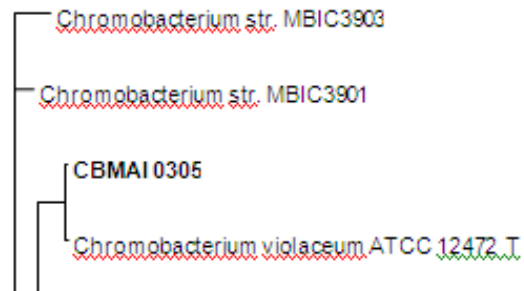 Chromobacterium str. MBIC3903
Chromobacterium str. MBIC3901
CBMAI 0305
Chromobacterium violaceum ATCC 12472 T